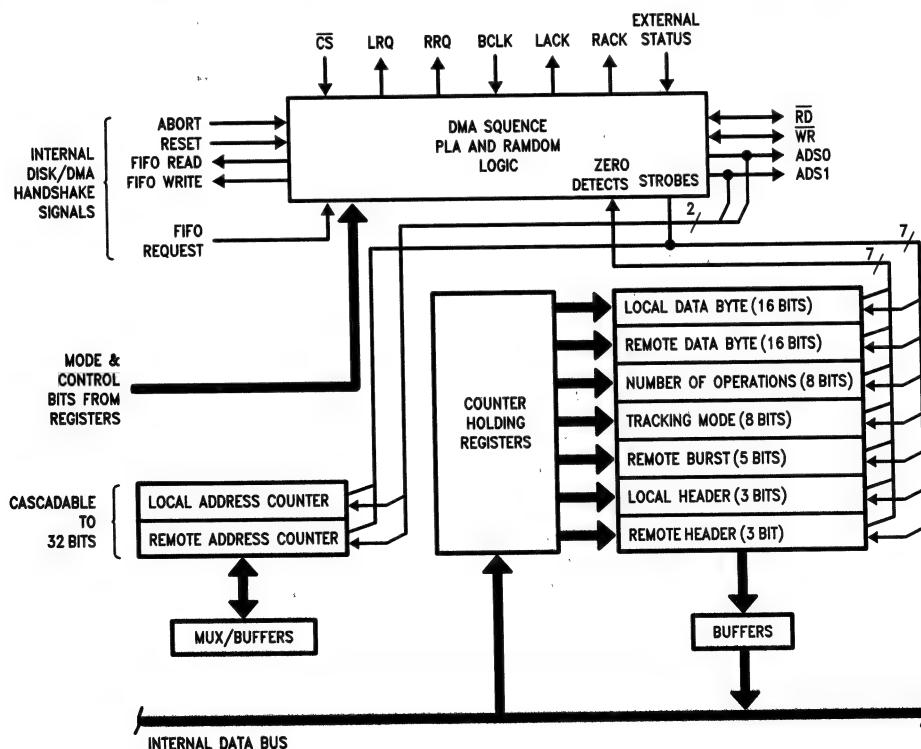 EXTERNAL
STATUS
C̅S̅ LRQ RRQ BCLK LACK RACK
DMA SQUENCE
PLA AND RAMDOM
LOGIC
ZERO
DETECTS STROBES
INTERNAL
DISK/DMA
HANDSHAKE
SIGNALS
ABORT
RESET
FIFO READ
FIFO WRITE
FIFO
REQUEST
R̅D̅
W̅R̅
ADS0
ADS1
2
7
7
MODE &
CONTROL
BITS FROM
REGISTERS
COUNTER
HOLDING
REGISTERS
LOCAL DATA BYTE (16 BITS)
REMOTE DATA BYTE (16 BITS)
NUMBER OF OPERATIONS (8 BITS)
TRACKING MODE (8 BITS)
REMOTE BURST (5 BITS)
LOCAL HEADER (3 BITS)
REMOTE HEADER (3 BIT)
CASCADABLE
TO
32 BITS
LOCAL ADDRESS COUNTER
REMOTE ADDRESS COUNTER
MUX/BUFFERS
BUFFERS
INTERNAL DATA BUS